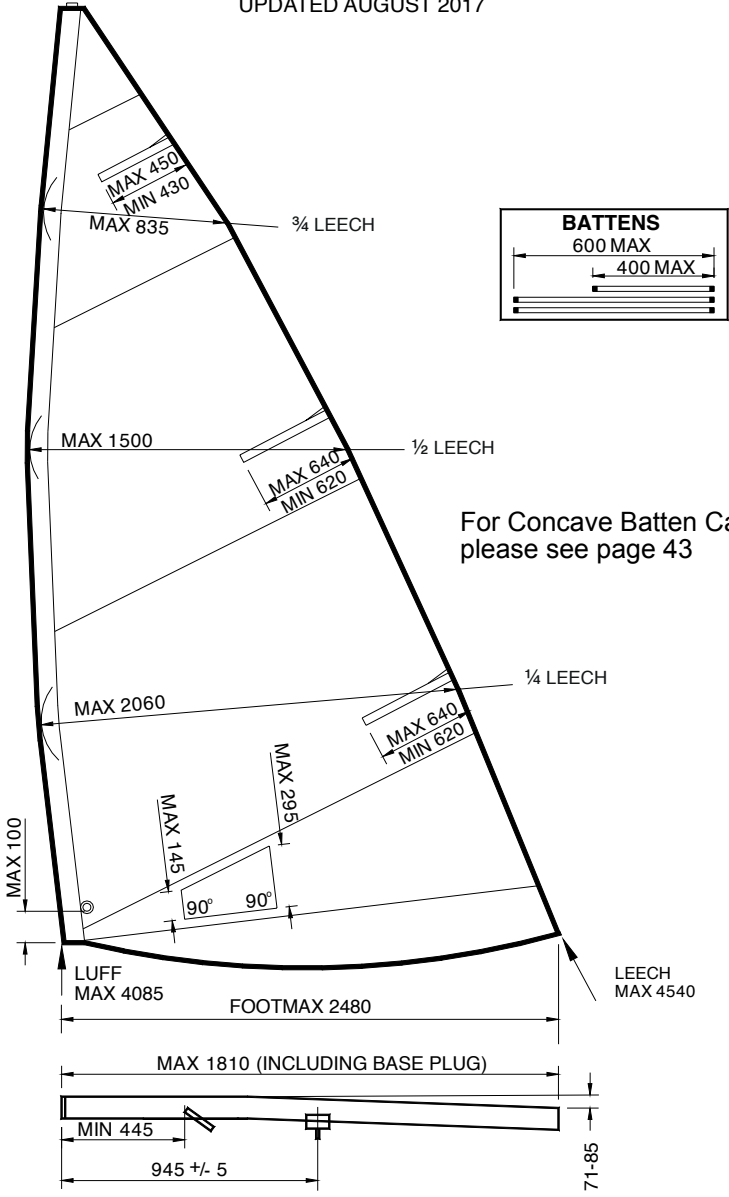 UPDATED AUGUST 2017
MAX 450
MIN 430
MAX 835
¾ LEECH
BATTENS
600 MAX
400 MAX
MAX 1500
½ LEECH
MAX 640
MIN 620
For Concave Batten Ca
please see page 43
¼ LEECH
MAX 2060
MAX 640
MIN 620
MAX 295
MAX 145
MAX 100
90° 90°
LUFF
MAX 4085
LEECH
MAX 4540
FOOTMAX 2480
MAX 1810 (INCLUDING BASE PLUG)
MIN 445
945 +/- 5
71-85